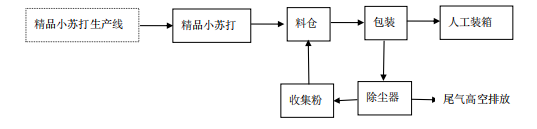 精品小苏打生产线
精品小苏打
料仓
包装
人工装箱
收集粉
除尘器
尾气高空排放